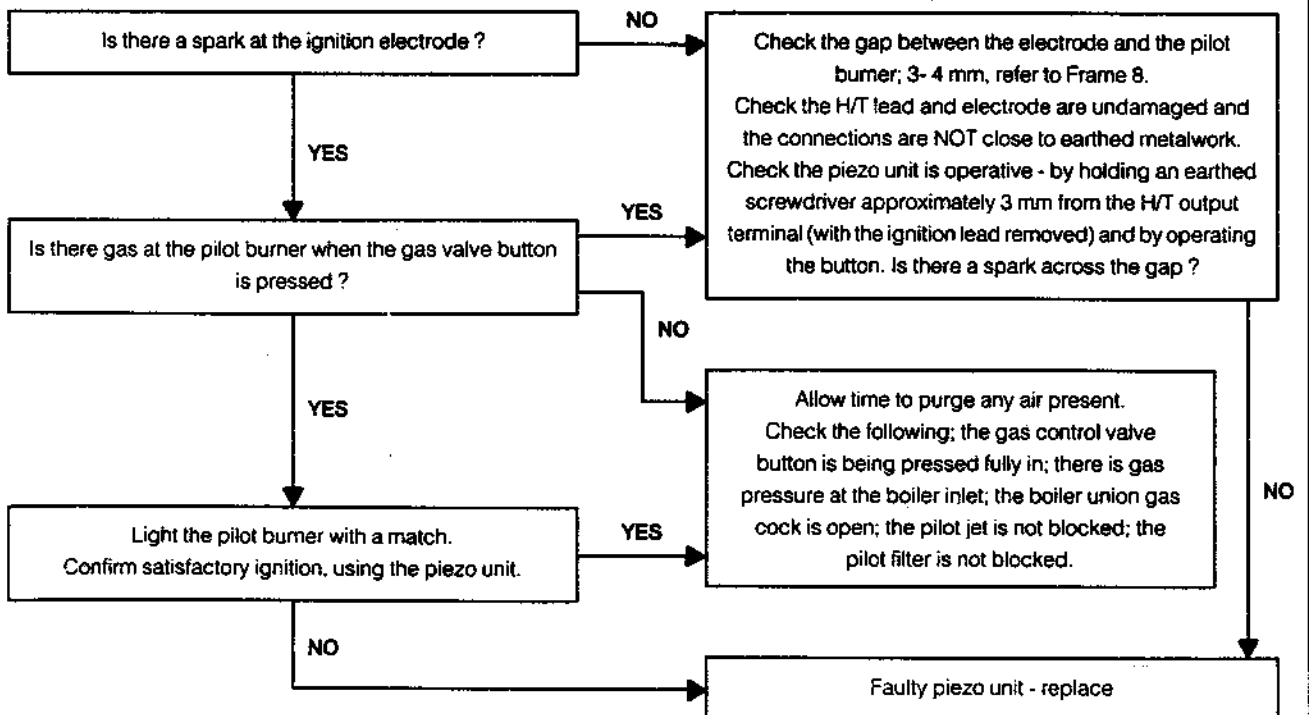 Is there a spark at the ignition electrode ?
NO
Check the gap between the electrode and the pilot
burner; 3- 4 mm, refer to Frame 8.
Check the H/T lead and electrode are undamaged and
the connections are NOT close to earthed metalwork.
Check the piezo unit is operative - by holding an earthed
screwdriver approximately 3 mm from the H/T output
terminal (with the ignition lead removed) and by operating
the button. Is there a spark across the gap ?
YES
Is there gas at the pilot burner when the gas valve button
is pressed ?
YES
NO
YES
Allow time to purge any air present.
Check the following; the gas control valve
button is being pressed fully in; there is gas
pressure at the boiler inlet; the boiler union gas
cock is open; the pilot jet is not blocked; the
pilot filter is not blocked.
NO
Light the pilot burner with a match.
Confirm satisfactory ignition, using the piezo unit.
YES
NO
Faulty piezo unit - replace